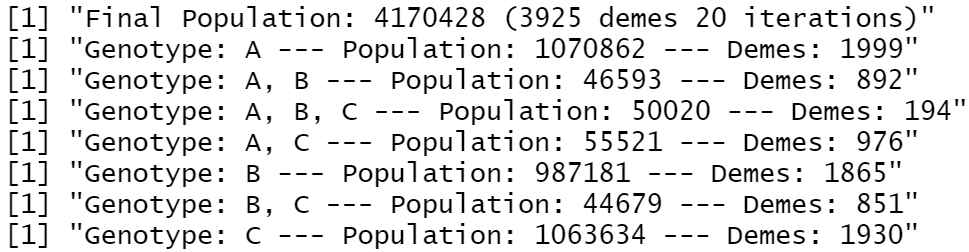 [1] "Final Population: 4170428 (3925 demes 20 iterations)"
[1] "Genotype: A --- Population: 1070862 --- Demes: 1999"
[1] "Genotype: A, B --- Population: 46593 --- Demes: 892"
[1] "Genotype: A, B, C --- Population: 50020 --- Demes: 194"
[1] "Genotype: A, C --- Population: 55521 --- Demes: 976"
[1] "Genotype: B --- Population: 987181 --- Demes: 1865"
[1] "Genotype: B, C --- Population: 44679 --- Demes: 851"
[1] "Genotype: C --- Population: 1063634 --- Demes: 1930"